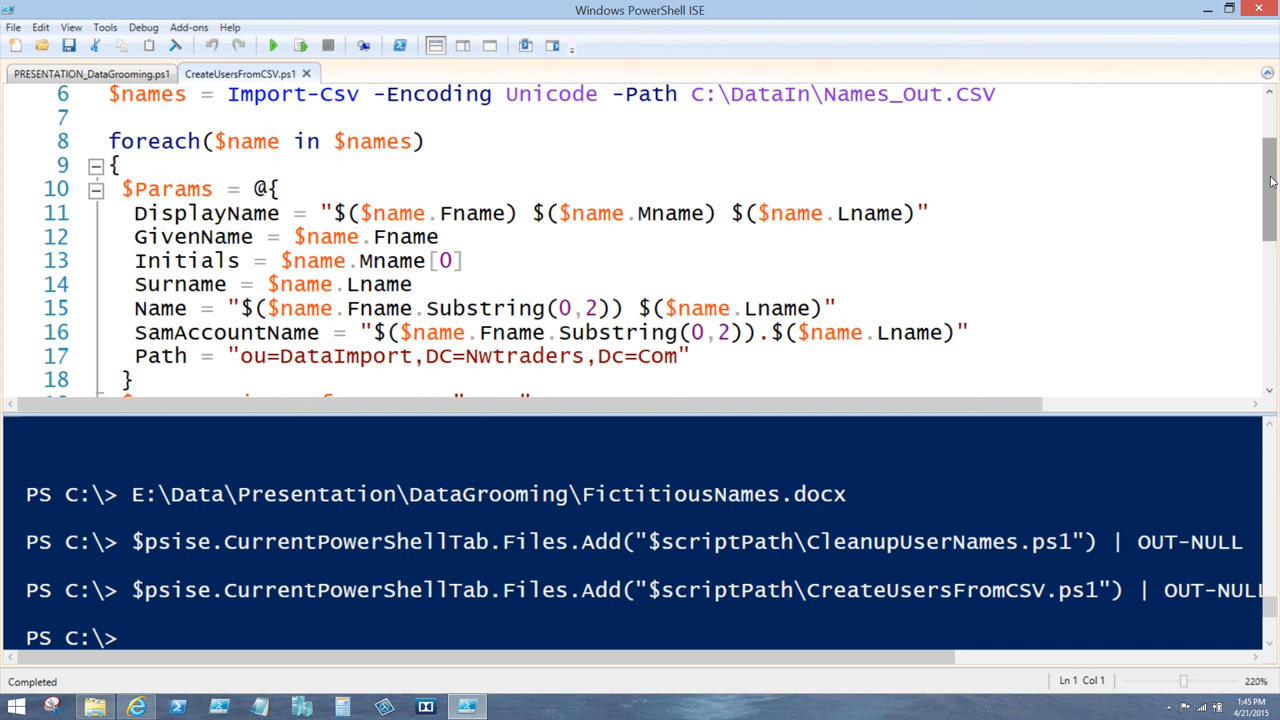 Windows PowerShell ISE
File Edit View Tools Debug Add-ons Help
PRESENTATION_DataGrooming.ps1 CreateUsersFromCSV.ps1
6 $names = Import-Csv -Encoding Unicode -Path C:\DataIn\Names_Out.CSV
7
8 foreach($name in $names)
9 {
10 $Params = @{
11 DisplayName = "$($name.Fname) $($name.Mname) $($name.Lname)"
12 GivenName = $name.Fname
13 Initials = $name.Mname[0]
14 Surname = $name.Lname
15 Name = "$($name.Fname.Substring(0,2)) $($name.Lname)"
16 SamAccountName = "$($name.Fname.Substring(0,2)).$($name.Lname)"
17 Path = "ou=DataImport,DC=Nwtraders,Dc=Com"
18 }
PS C:\> E:\Data\Presentation\DataGrooming\FictitiousNames.docx
PS C:\> $psise.CurrentPowerShellTab.Files.Add("$scriptPath\CleanupUserNames.ps1") | OUT-NULL
PS C:\> $psise.CurrentPowerShellTab.Files.Add("$scriptPath\CreateUsersFromCSV.ps1") | OUT-NULL
PS C:\>
Completed Ln 1 Col 1 220%
1:45 PM
4/21/2015